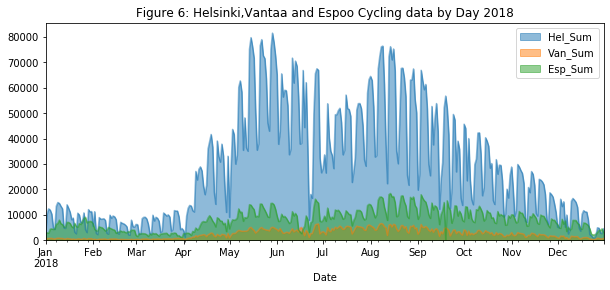 Figure 6: Helsinki,Vantaa and Espoo Cycling data by Day 2018
Hel_Sum
Van_Sum
Esp_Sum
80000
70000
60000
50000
40000
30000
20000
10000
0
Jan Feb Mar Apr May Jun Jul Aug Sep Oct Nov Dec
2018
Date